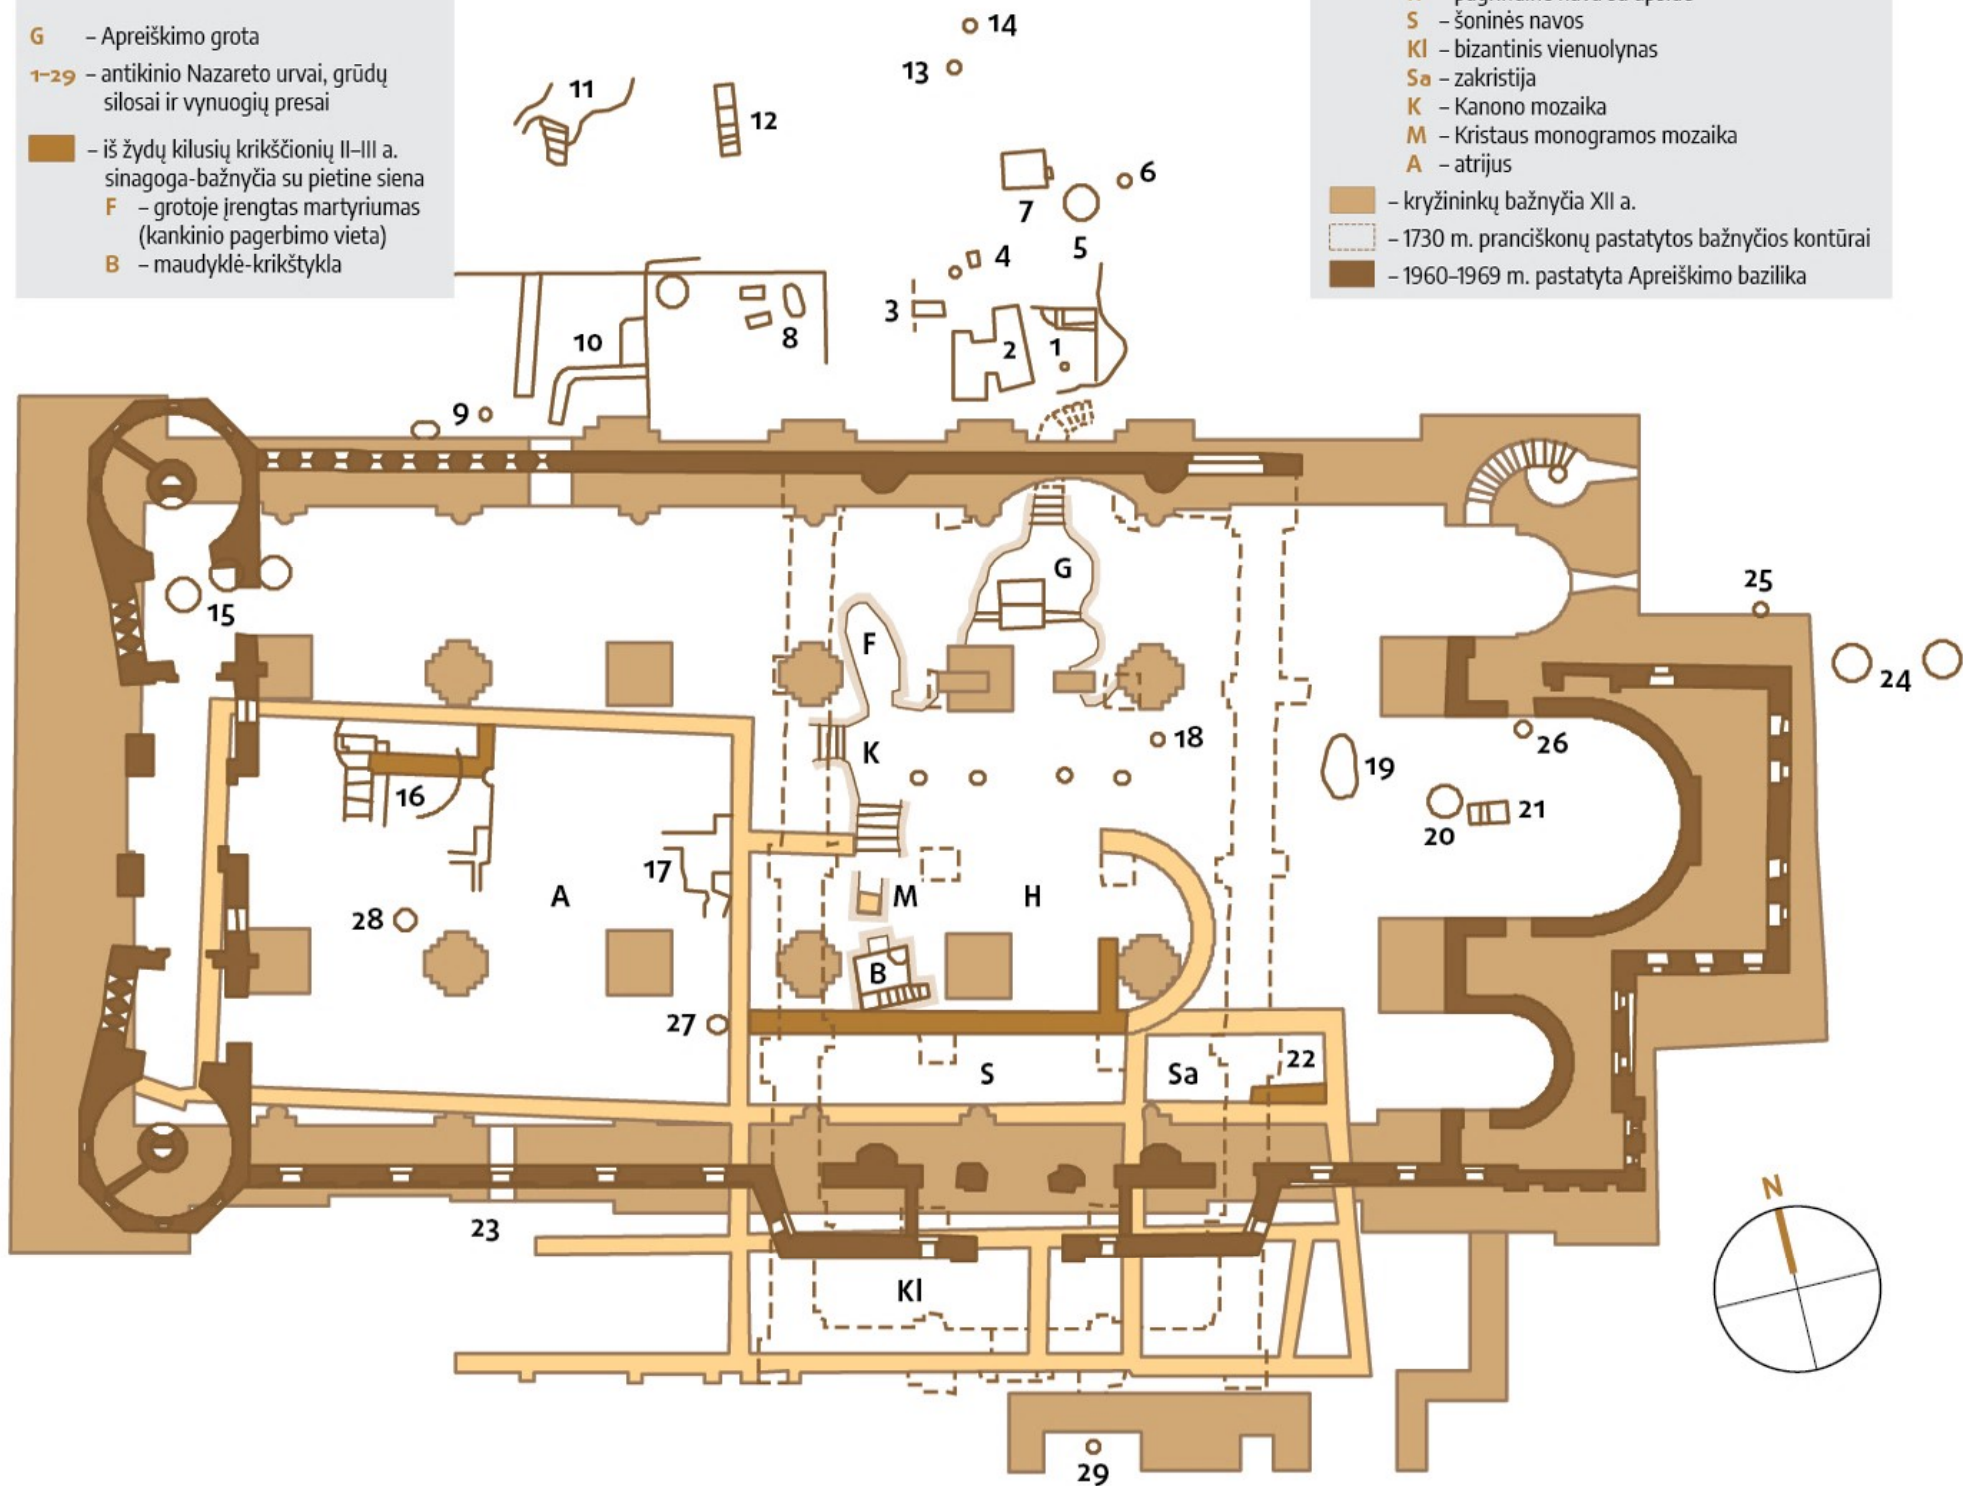 G – Apreiškimo grota
1–29 – antikinio Nazareto urvai, grūdų
silosai ir vynuogių presai
– iš žydų kilusių krikščionių II–III a.
sinagoga-bažnyčia su pietine siena
F – grotoje įrengtas martyriumas
(kankinio pagerbimo vieta)
B – maudyklė-krikštykla
S – šoninės navos
Kl – bizantinis vienuolynas
Sa – zakristija
K – Kanono mozaika
M – Kristaus monogramos mozaika
A – atrijus
– kryžininkų bažnyčia XII a.
– 1730 m. pranciškonų pastatytos bažnyčios kontūrai
– 1960–1969 m. pastatyta Apreiškimo bazilika
14
13
11
12
6
7
5
4
3
8
10
2
1
9
G
25
15
F
24
18
26
K
19
16
21
20
17
A
M
H
28
B
27
22
S
Sa
N
23
Kl
29